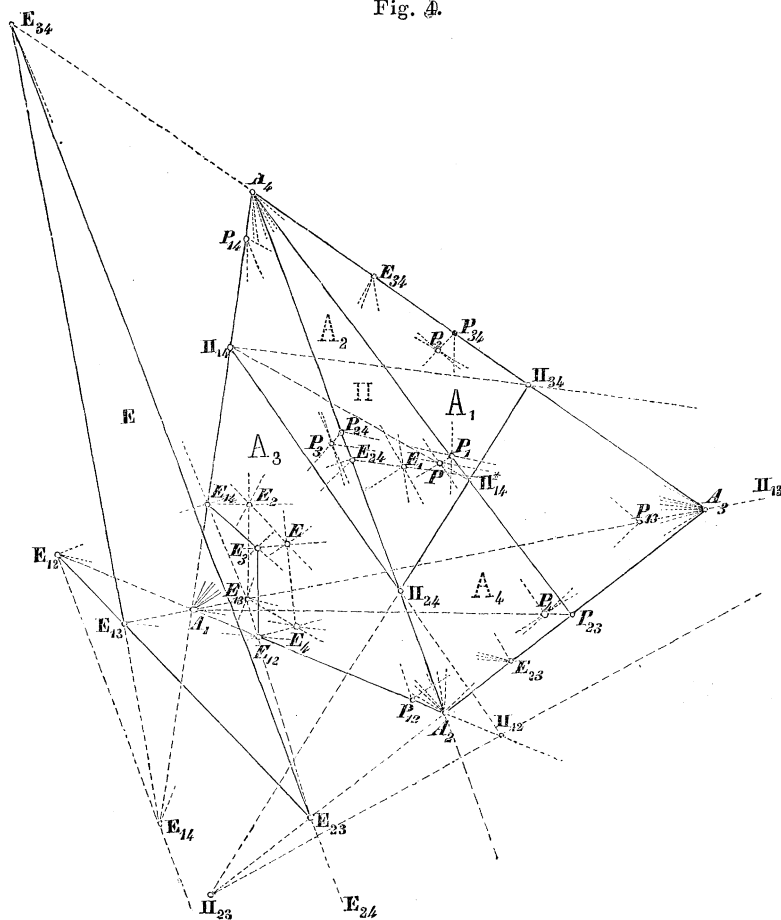 Fig. 4.
E34
A4
P14
E34
A2
P34
P2
Π14
Π34
Π
A1
E
A3
P24
P3
E24
E1
P1
P
Π*14
Π13
A3
P13
E14
E2
E3
E
E12
E13
E13
A1
Π24
A4
P4
P23
E4
E12
E23
P12
A2
Π12
E14
E23
Π23
E24